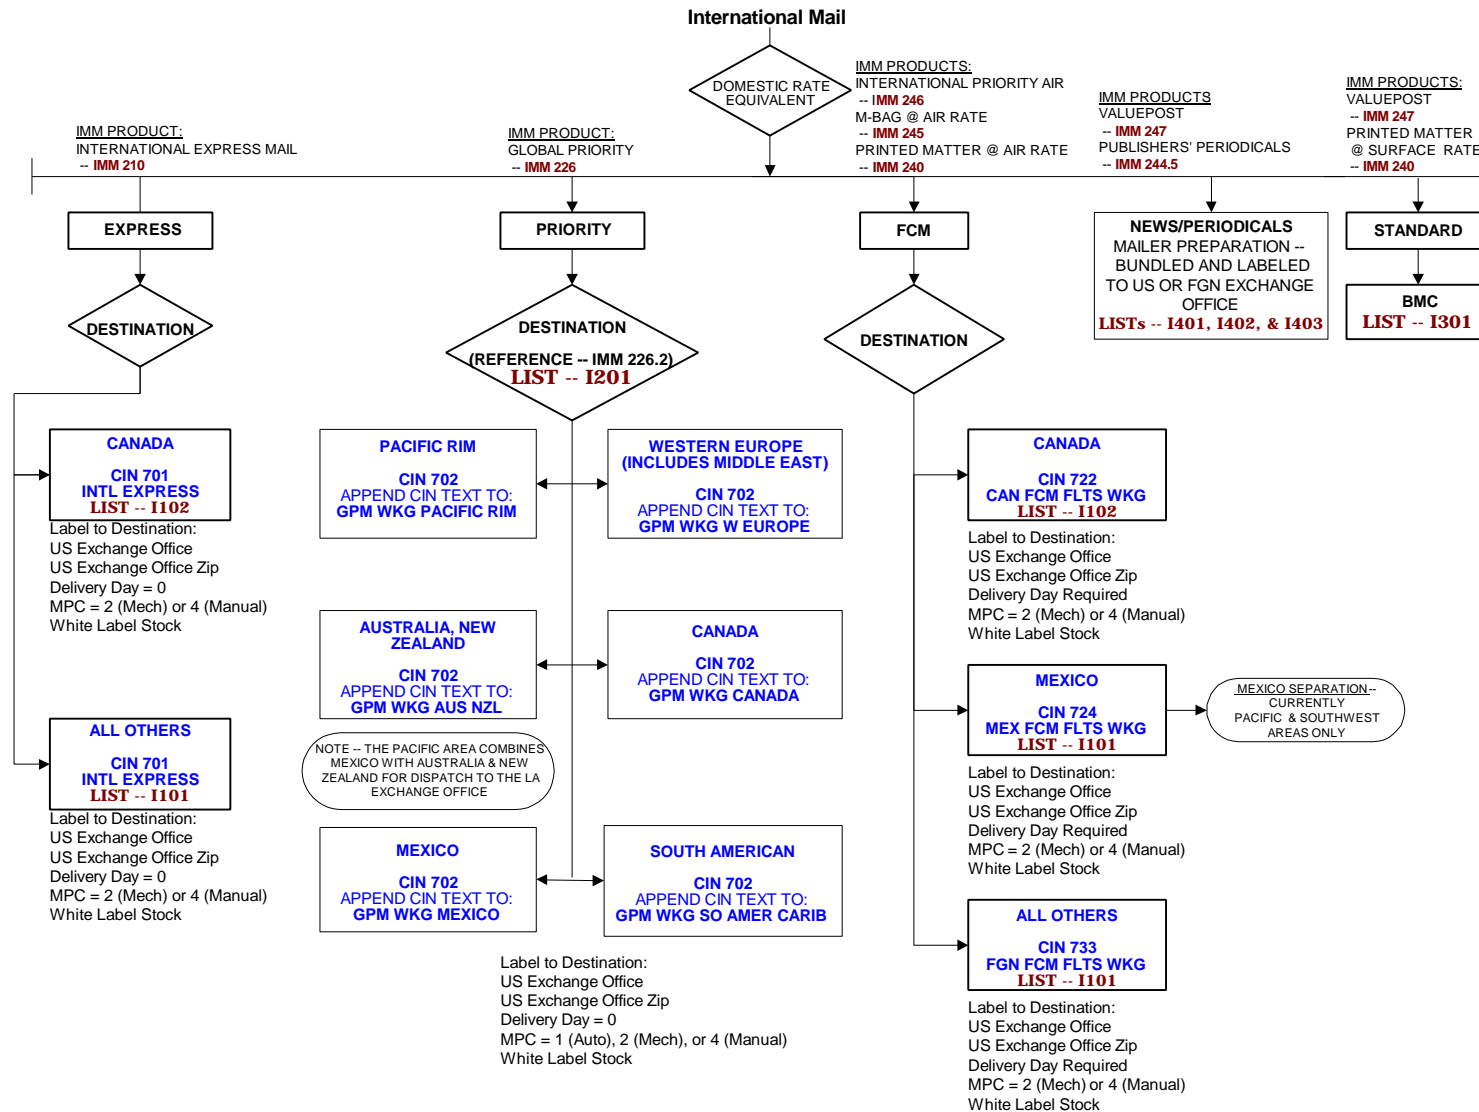 International Mail
DOMESTIC RATE
EQUIVALENT
IMM PRODUCT:
INTERNATIONAL EXPRESS MAIL
-- IMM 210
IMM PRODUCT:
GLOBAL PRIORITY
-- IMM 226
IMM PRODUCTS:
INTERNATIONAL PRIORITY AIR
-- IMM 246
M-BAG @ AIR RATE
-- IMM 245
PRINTED MATTER @ AIR RATE
-- IMM 240
IMM PRODUCTS
VALUEPOST
-- IMM 247
PUBLISHERS' PERIODICALS
-- IMM 244.5
IMM PRODUCTS:
VALUEPOST
-- IMM 247
PRINTED MATTER
@ SURFACE RATE
-- IMM 240
EXPRESS
PRIORITY
FCM
NEWS/PERIODICALS
MAILER PREPARATION --
BUNDLED AND LABELED
TO US OR FGN EXCHANGE
OFFICE
LISTs -- I401, I402, & I403
STANDARD
BMC
LIST -- I301
DESTINATION
DESTINATION
(REFERENCE -- IMM 226.2)
LIST -- I201
DESTINATION
CANADA
CIN 701
INTL EXPRESS
LIST -- I102
Label to Destination:
US Exchange Office
US Exchange Office Zip
Delivery Day = 0
MPC = 2 (Mech) or 4 (Manual)
White Label Stock
ALL OTHERS
CIN 701
INTL EXPRESS
LIST -- I101
Label to Destination:
US Exchange Office
US Exchange Office Zip
Delivery Day = 0
MPC = 2 (Mech) or 4 (Manual)
White Label Stock
PACIFIC RIM
CIN 702
APPEND CIN TEXT TO:
GPM WKG PACIFIC RIM
WESTERN EUROPE
(INCLUDES MIDDLE EAST)
CIN 702
APPEND CIN TEXT TO:
GPM WKG W EUROPE
AUSTRALIA, NEW
ZEALAND
CIN 702
APPEND CIN TEXT TO:
GPM WKG AUS NZL
CANADA
CIN 702
APPEND CIN TEXT TO:
GPM WKG CANADA
NOTE -- THE PACIFIC AREA COMBINES
MEXICO WITH AUSTRALIA & NEW
ZEALAND FOR DISPATCH TO THE LA
EXCHANGE OFFICE
MEXICO
CIN 702
APPEND CIN TEXT TO:
GPM WKG MEXICO
SOUTH AMERICAN
CIN 702
APPEND CIN TEXT TO:
GPM WKG SO AMER CARIB
Label to Destination:
US Exchange Office
US Exchange Office Zip
Delivery Day = 0
MPC = 1 (Auto), 2 (Mech), or 4 (Manual)
White Label Stock
CANADA
CIN 722
CAN FCM FLTS WKG
LIST -- I102
Label to Destination:
US Exchange Office
US Exchange Office Zip
Delivery Day Required
MPC = 2 (Mech) or 4 (Manual)
White Label Stock
MEXICO
CIN 724
MEX FCM FLTS WKG
LIST -- I101
MEXICO SEPARATION--
CURRENTLY
PACIFIC & SOUTHWEST
AREAS ONLY
Label to Destination:
US Exchange Office
US Exchange Office Zip
Delivery Day Required
MPC = 2 (Mech) or 4 (Manual)
White Label Stock
ALL OTHERS
CIN 733
FGN FCM FLTS WKG
LIST -- I101
Label to Destination:
US Exchange Office
US Exchange Office Zip
Delivery Day Required
MPC = 2 (Mech) or 4 (Manual)
White Label Stock